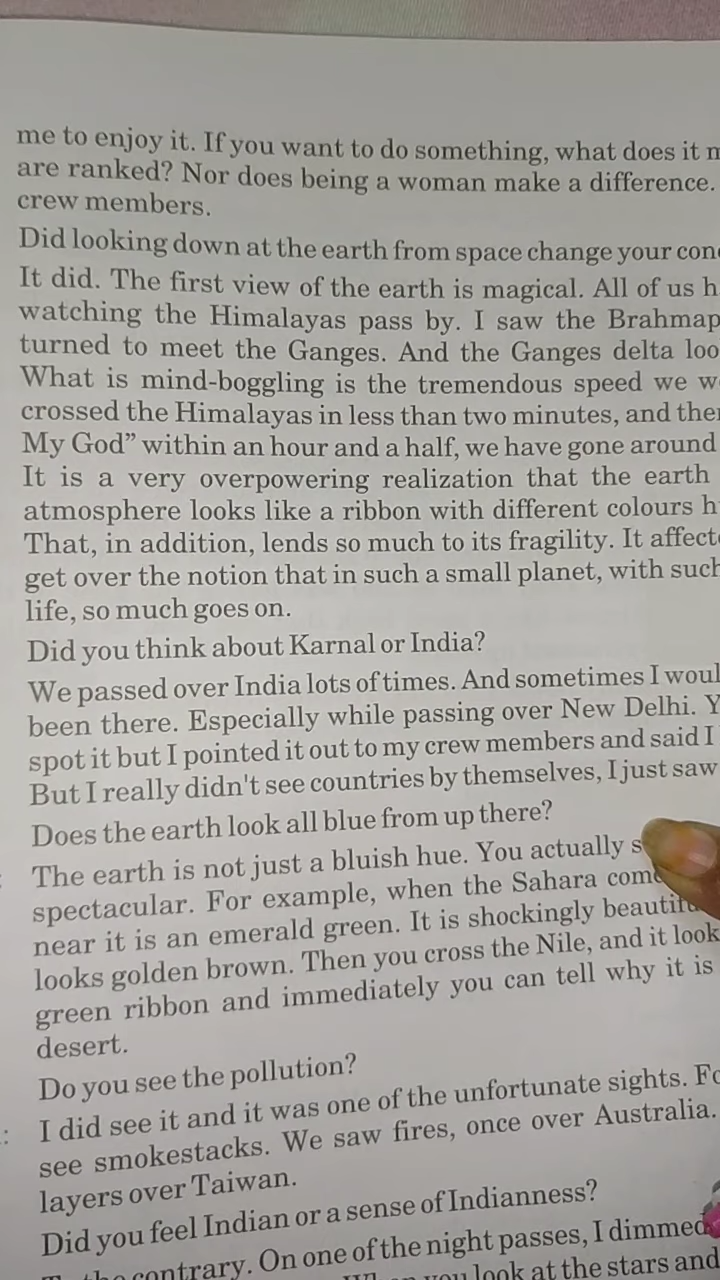 me to enjoy it. If you want to do something, what does it
are ranked? Nor does being a woman make a difference.
crew members.
Did looking down at the earth from space change your
It did. The first view of the earth is magical. All of us
watching the Himalayas pass by. I saw the
turned to meet the Ganges. And the Ganges delta
What is mind-boggling is the tremendous speed we
crossed the Himalayas in less than two minutes, and
My God" within an hour and a half, we have gone around
It is a very overpowering realization that the earth
atmosphere looks like a ribbon with different colours
That, in addition, lends so much to its fragility. It
get over the notion that in such a small planet, with
life, so much goes on.
Did you think about Karnal or India?
We passed over India lots of times. And sometimes I
been there. Especially while passing over New Delhi.
spot it but I pointed it out to my crew members and said I
But I really didn't see countries by themselves, I just saw
Does the earth look all blue from up there?
: The earth is not just a bluish hue. You actually
spectacular. For example, when the Sahara
near it is an emerald green. It is shockingly
looks golden brown. Then you cross the Nile, and it
green ribbon and immediately you can tell why it is
desert.
Do you see the pollution?
: I did see it and it was one of the unfortunate sights.
see smokestacks. We saw fires, once over Australia.
layers over Taiwan.
Did you feel Indian or a sense of Indianness?
contrary. On one of the night passes, I dimmed
you look at the stars and